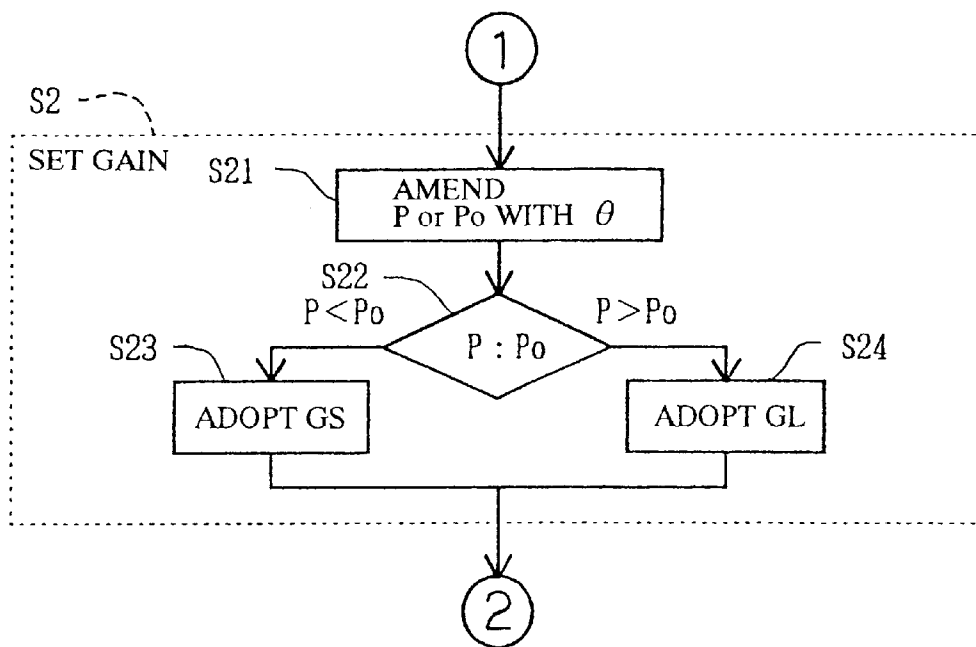 1
S2
SET GAIN
S21
AMEND
P or Po WITH θ
S22
P<Po
P>Po
P : Po
S23
S24
ADOPT GS
ADOPT GL
2